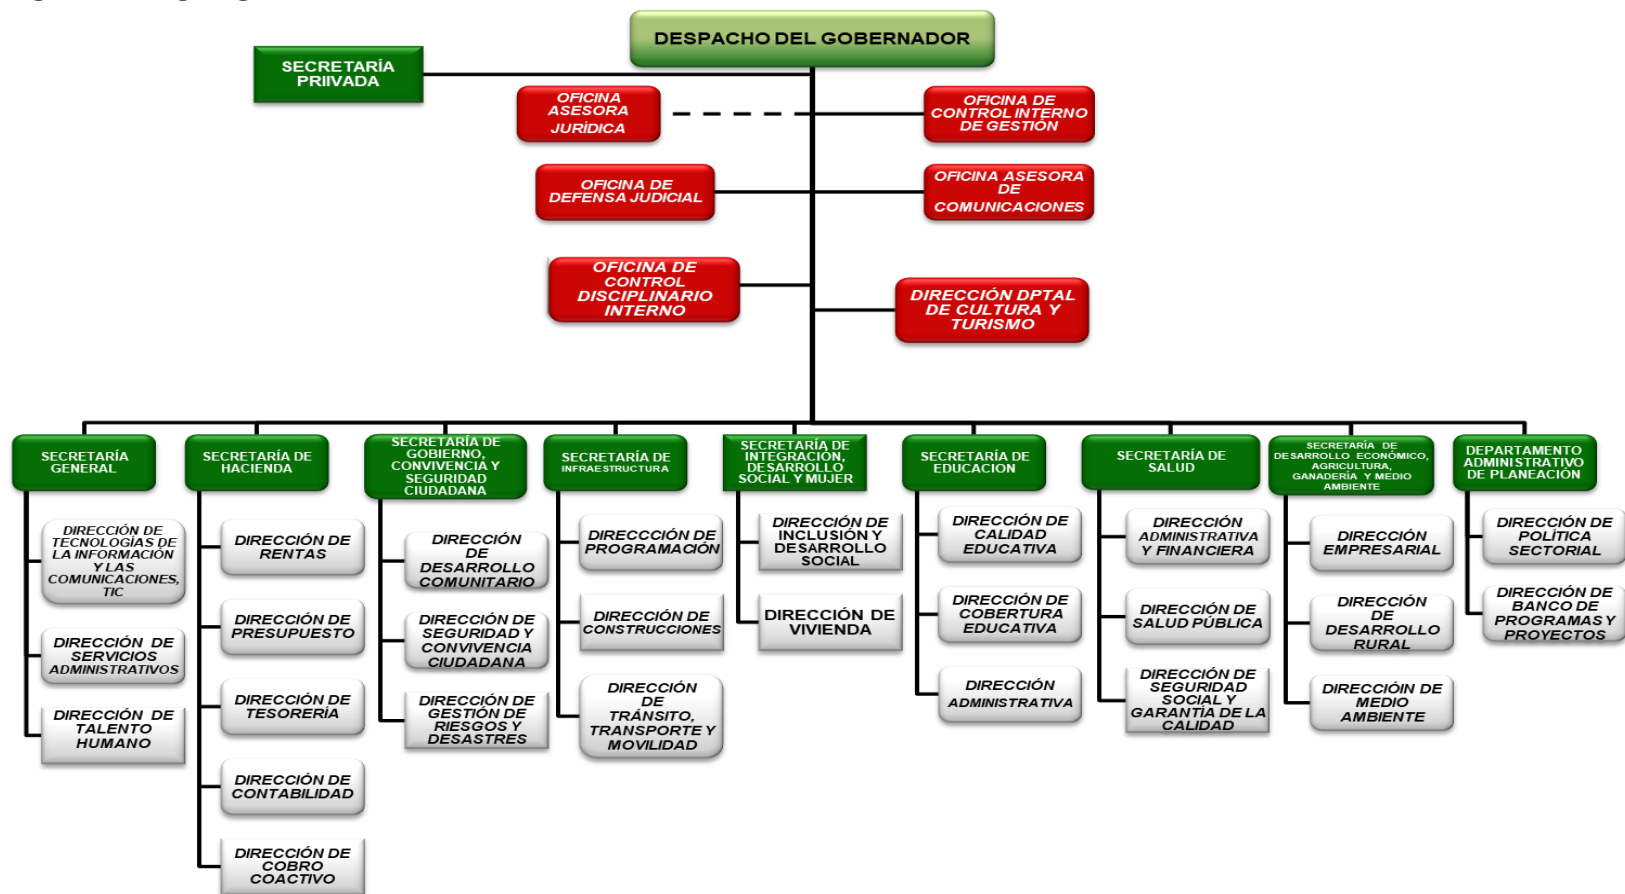 DESPACHO DEL GOBERNADOR
SECRETARÍA
PRIIVADA
OFICINA
ASESORA
JURÍDICA
OFICINA DE
CONTROL INTERNO
DE GESTIÓN
OFICINA DE
DEFENSA JUDICIAL
OFICINA ASESORA
DE
COMUNICACIONES
OFICINA DE
CONTROL
DISCIPLINARIO
INTERNO
DIRECCIÓN DPTAL
DE CULTURA Y
TURISMO
SECRETARÍA
GENERAL
SECRETARÍA DE
HACIENDA
SECRETARÍA DE
GOBIERNO,
CONVIVENCIA Y
SEGURIDAD
CIUDADANA
SECRETARÍA DE
INFRAESTRUCTURA
SECRETARÍA DE
INTEGRACIÓN,
DESARROLLO
SOCIAL Y MUJER
SECRETARÍA DE
EDUCACION
SECRETARÍA DE
SALUD
SECRETARÍA DE
DESARROLLO ECONÓMICO,
AGRICULTURA,
GANADERÍA Y MEDIO
AMBIENTE
DEPARTAMENTO
ADMINISTRATIVO
DE PLANEACIÓN
DIRECCIÓN DE
TECNOLOGÍAS DE
LA INFORMACIÓN
Y LAS
COMUNICACIONES,
TIC
DIRECCIÓN DE
SERVICIOS
ADMINISTRATIVOS
DIRECCIÓN DE
TALENTO
HUMANO
DIRECCIÓN DE
RENTAS
DIRECCIÓN DE
PRESUPUESTO
DIRECCIÓN DE
TESORERÍA
DIRECCIÓN DE
CONTABILIDAD
DIRECCIÓN DE
COBRO
COACTIVO
DIRECCIÓN
DE
DESARROLLO
COMUNITARIO
DIRECCIÓN DE
SEGURIDAD Y
CONVIVENCIA
CIUDADANA
DIRECCIÓN DE
GESTIÓN DE
RIESGOS Y
DESASTRES
DIRECCCIÓN DE
PROGRAMACIÓN
DIRECCIÓN DE
CONSTRUCCIONES
DIRECCIÓN
DE
TRÁNSITO,
TRANSPORTE Y
MOVILIDAD
DIRECCIÓN DE
INCLUSIÓN Y
DESARROLLO
SOCIAL
DIRECCIÓN DE
VIVIENDA
DIRECCIÓN DE
CALIDAD
EDUCATIVA
DIRECCIÓN DE
COBERTURA
EDUCATIVA
DIRECCIÓN
ADMINISTRATIVA
DIRECCIÓN
ADMINISTRATIVA
Y FINANCIERA
DIRECCIÓN DE
SALUD PÚBLICA
DIRECCIÓN DE
SEGURIDAD
SOCIAL Y
GARANTÍA DE LA
CALIDAD
DIRECCIÓN
EMPRESARIAL
DIRECCIÓN
DE
DESARROLLO
RURAL
DIRECCIÓIN DE
MEDIO
AMBIENTE
DIRECCIÓN DE
POLÍTICA
SECTORIAL
DIRECCIÓN DE
BANCO DE
PROGRAMAS Y
PROYECTOS